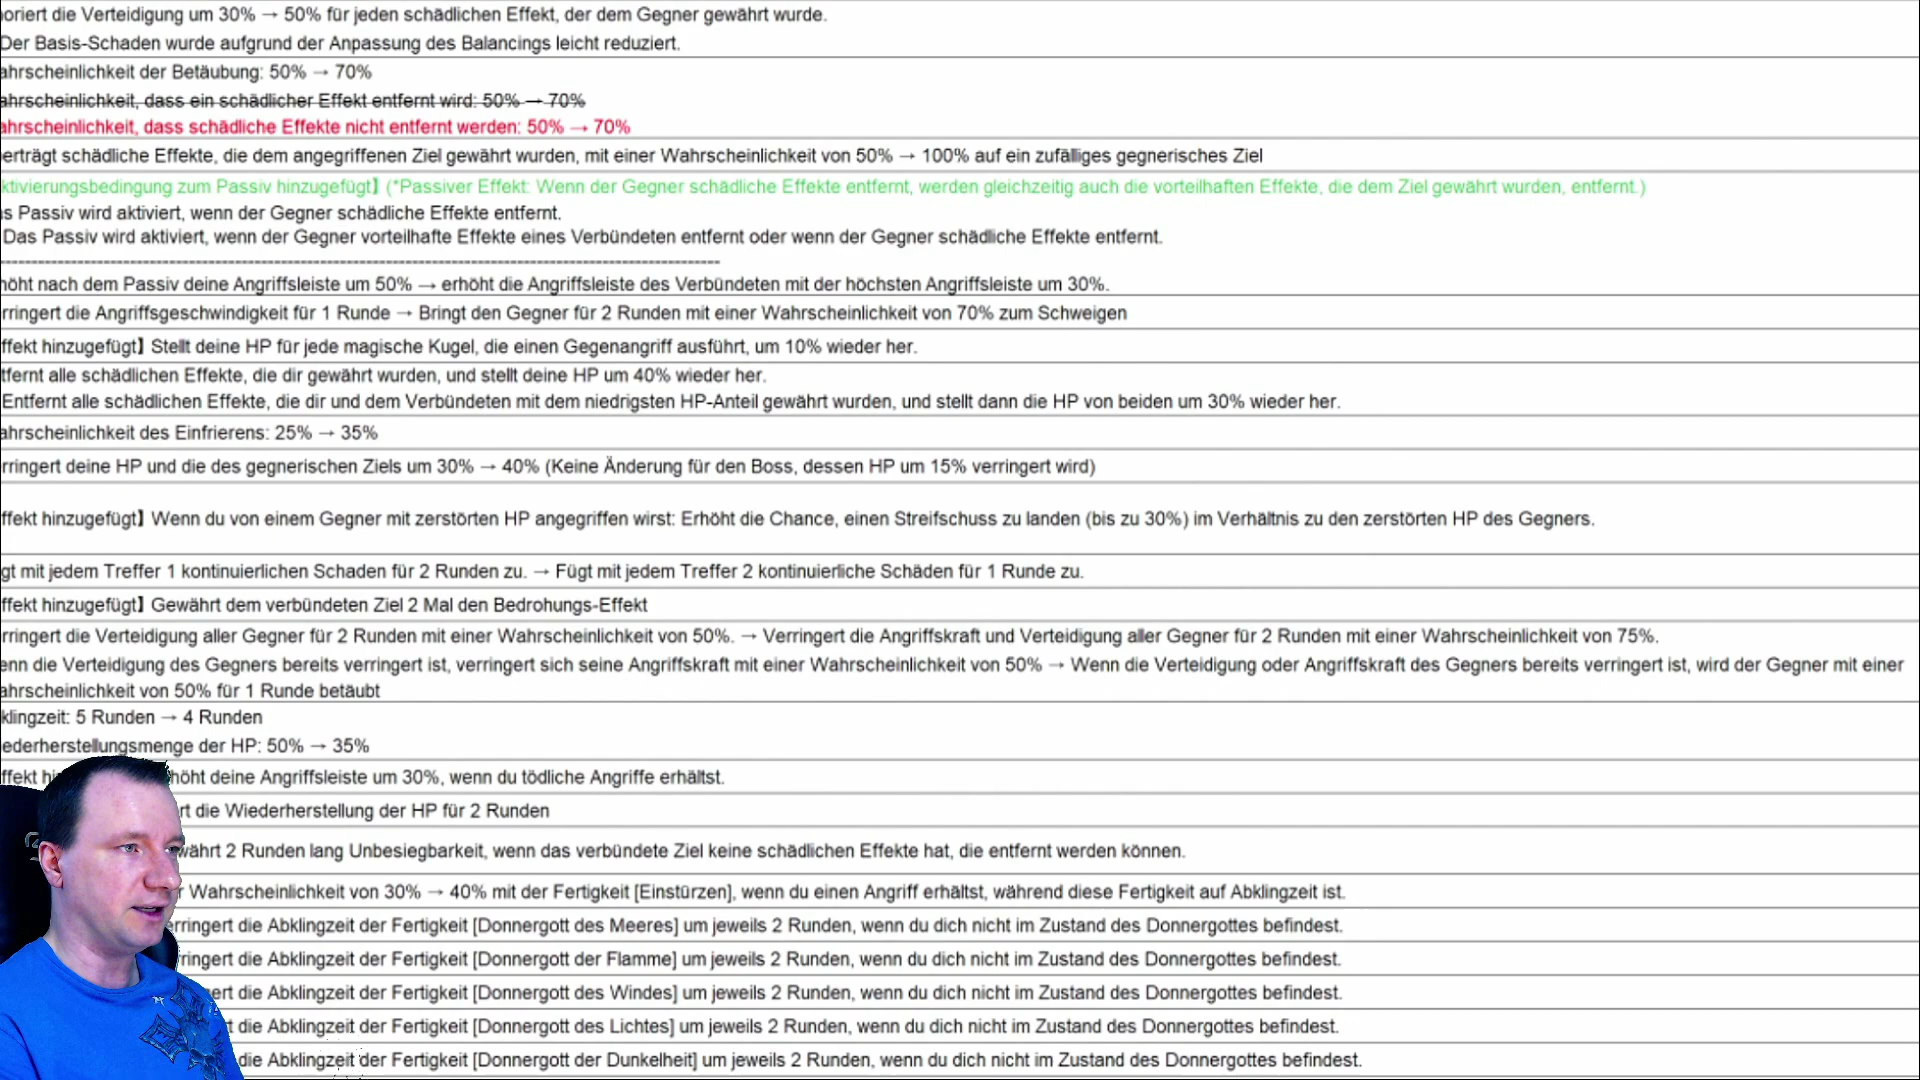 oriert die Verteidigung um 30% → 50% für jeden schädlichen Effekt, der dem Gegner gewährt wurde.
Der Basis-Schaden wurde aufgrund der Anpassung des Balancings leicht reduziert.
ahrscheinlichkeit der Betäubung: 50% → 70%
ahrscheinlichkeit, dass ein schädlicher Effekt entfernt wird: 50% → 70%
ahrscheinlichkeit, dass schädliche Effekte nicht entfernt werden: 50% → 70%
erträgt schädliche Effekte, die dem angegriffenen Ziel gewährt wurden, mit einer Wahrscheinlichkeit von 50% → 100% auf ein zufälliges gegnerisches Ziel
ktivierungsbedingung zum Passiv hinzugefügt】(*Passiver Effekt: Wenn der Gegner schädliche Effekte entfernt, werden gleichzeitig auch die vorteilhaften Effekte, die dem Ziel gewährt wurden, entfernt.)
s Passiv wird aktiviert, wenn der Gegner schädliche Effekte entfernt.
Das Passiv wird aktiviert, wenn der Gegner vorteilhafte Effekte eines Verbündeten entfernt oder wenn der Gegner schädliche Effekte entfernt.
höht nach dem Passiv deine Angriffsleiste um 50% → erhöht die Angriffsleiste des Verbündeten mit der höchsten Angriffsleiste um 30%.
rringert die Angriffsgeschwindigkeit für 1 Runde → Bringt den Gegner für 2 Runden mit einer Wahrscheinlichkeit von 70% zum Schweigen
ffekt hinzugefügt】Stellt deine HP für jede magische Kugel, die einen Gegenangriff ausführt, um 10% wieder her.
tfernt alle schädlichen Effekte, die dir gewährt wurden, und stellt deine HP um 40% wieder her.
Entfernt alle schädlichen Effekte, die dir und dem Verbündeten mit dem niedrigsten HP-Anteil gewährt wurden, und stellt dann die HP von beiden um 30% wieder her.
ahrscheinlichkeit des Einfrierens: 25% → 35%
rringert deine HP und die des gegnerischen Ziels um 30% → 40% (Keine Änderung für den Boss, dessen HP um 15% verringert wird)
ffekt hinzugefügt】Wenn du von einem Gegner mit zerstörten HP angegriffen wirst: Erhöht die Chance, einen Streifschuss zu landen (bis zu 30%) im Verhältnis zu den zerstörten HP des Gegners.
gt mit jedem Treffer 1 kontinuierlichen Schaden für 2 Runden zu. → Fügt mit jedem Treffer 2 kontinuierliche Schäden für 1 Runde zu.
ffekt hinzugefügt】Gewährt dem verbündeten Ziel 2 Mal den Bedrohungs-Effekt
rringert die Verteidigung aller Gegner für 2 Runden mit einer Wahrscheinlichkeit von 50%. → Verringert die Angriffskraft und Verteidigung aller Gegner für 2 Runden mit einer Wahrscheinlichkeit von 75%.
enn die Verteidigung des Gegners bereits verringert ist, verringert sich seine Angriffskraft mit einer Wahrscheinlichkeit von 50% → Wenn die Verteidigung oder Angriffskraft des Gegners bereits verringert ist, wird der Gegner mit einer
ahrscheinlichkeit von 50% für 1 Runde betäubt
klingzeit: 5 Runden → 4 Runden
ederherstellungsmenge der HP: 50% → 35%
ffekt hi höht deine Angriffsleiste um 30%, wenn du tödliche Angriffe erhältst.
rt die Wiederherstellung der HP für 2 Runden
währt 2 Runden lang Unbesiegbarkeit, wenn das verbündete Ziel keine schädlichen Effekte hat, die entfernt werden können.
r Wahrscheinlichkeit von 30% → 40% mit der Fertigkeit [Einstürzen], wenn du einen Angriff erhältst, während diese Fertigkeit auf Abklingzeit ist.
erringert die Abklingzeit der Fertigkeit [Donnergott des Meeres] um jeweils 2 Runden, wenn du dich nicht im Zustand des Donnergottes befindest.
ringert die Abklingzeit der Fertigkeit [Donnergott der Flamme] um jeweils 2 Runden, wenn du dich nicht im Zustand des Donnergottes befindest.
ert die Abklingzeit der Fertigkeit [Donnergott des Windes] um jeweils 2 Runden, wenn du dich nicht im Zustand des Donnergottes befindest.
t die Abklingzeit der Fertigkeit [Donnergott des Lichtes] um jeweils 2 Runden, wenn du dich nicht im Zustand des Donnergottes befindest.
die Abklingzeit der Fertigkeit [Donnergott der Dunkelheit] um jeweils 2 Runden, wenn du dich nicht im Zustand des Donnergottes befindest.